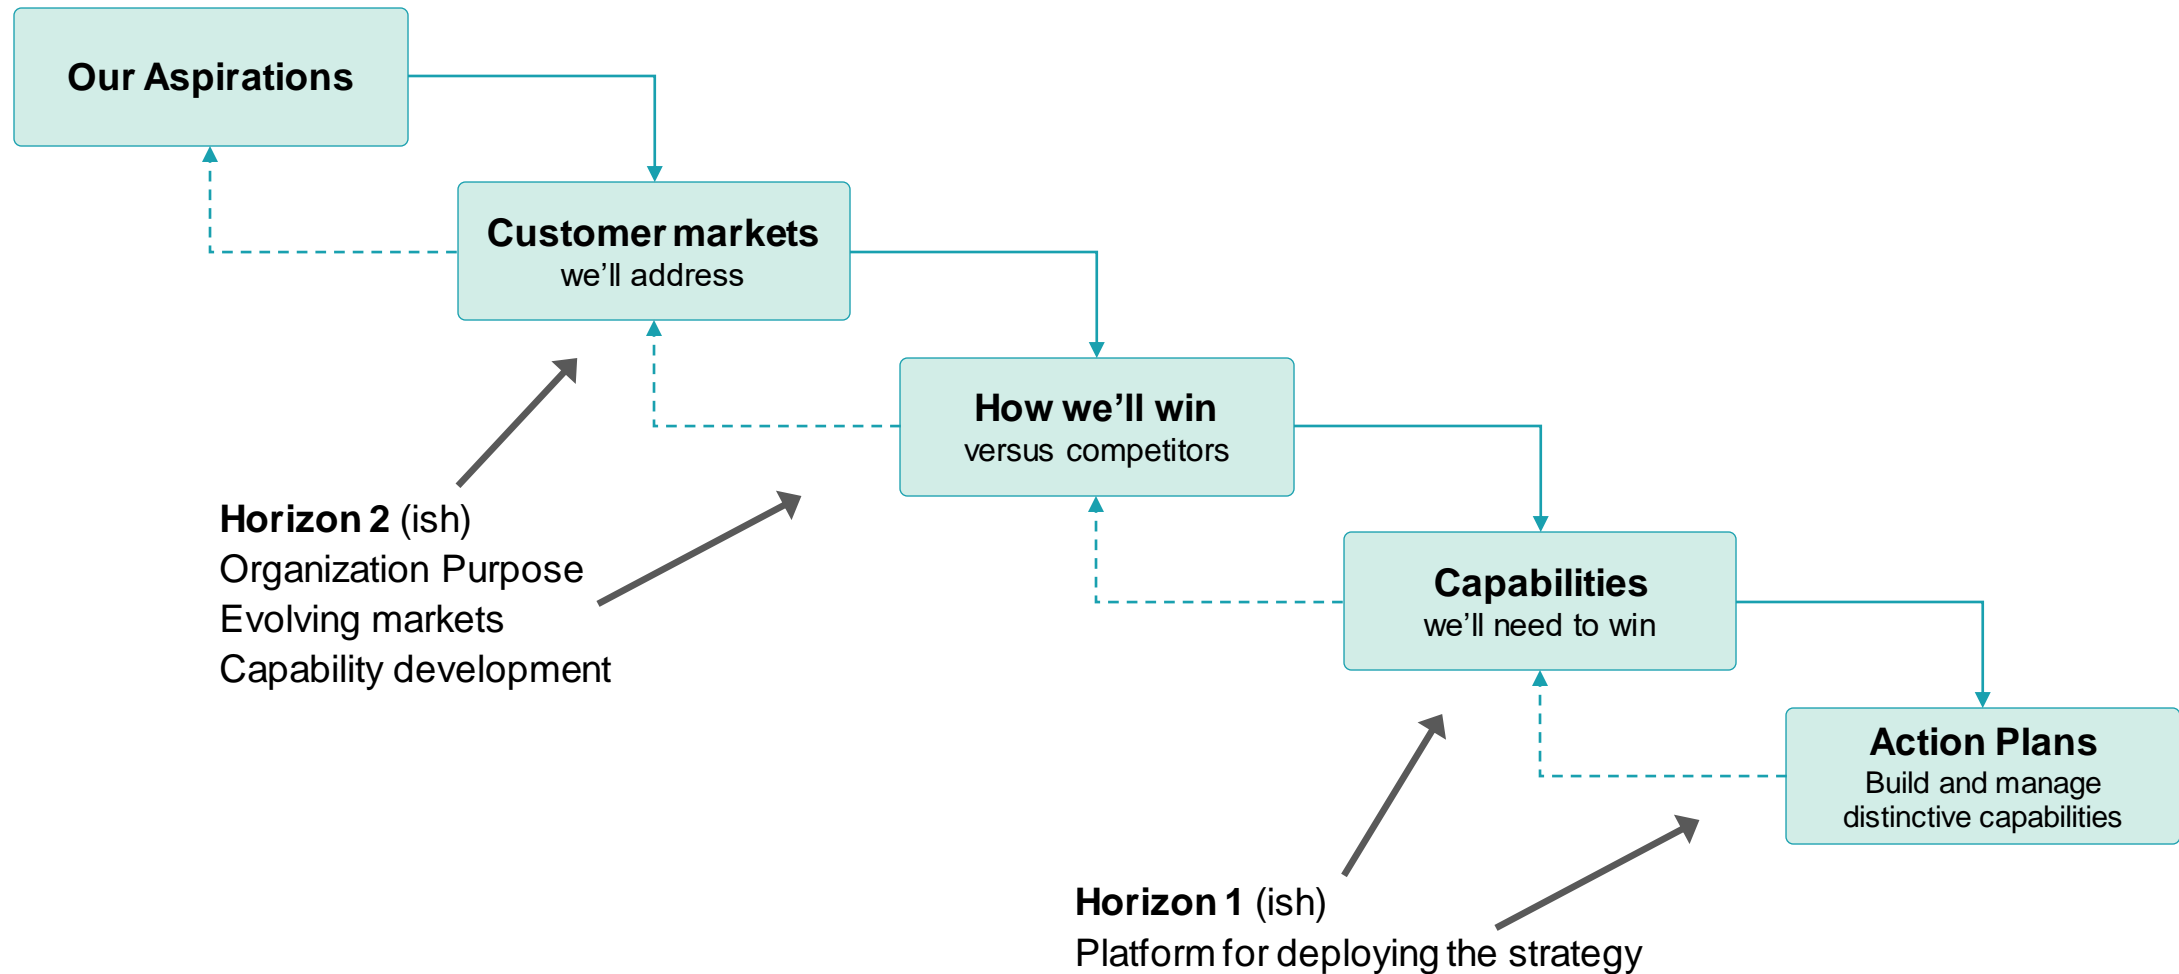 Our Aspirations
Customer markets
we’ll address
How we’ll win
versus competitors
Horizon 2 (ish)
Organization Purpose
Evolving markets
Capability development
Capabilities
we’ll need to win
Action Plans
Build and manage
distinctive capabilities
Horizon 1 (ish)
Platform for deploying the strategy